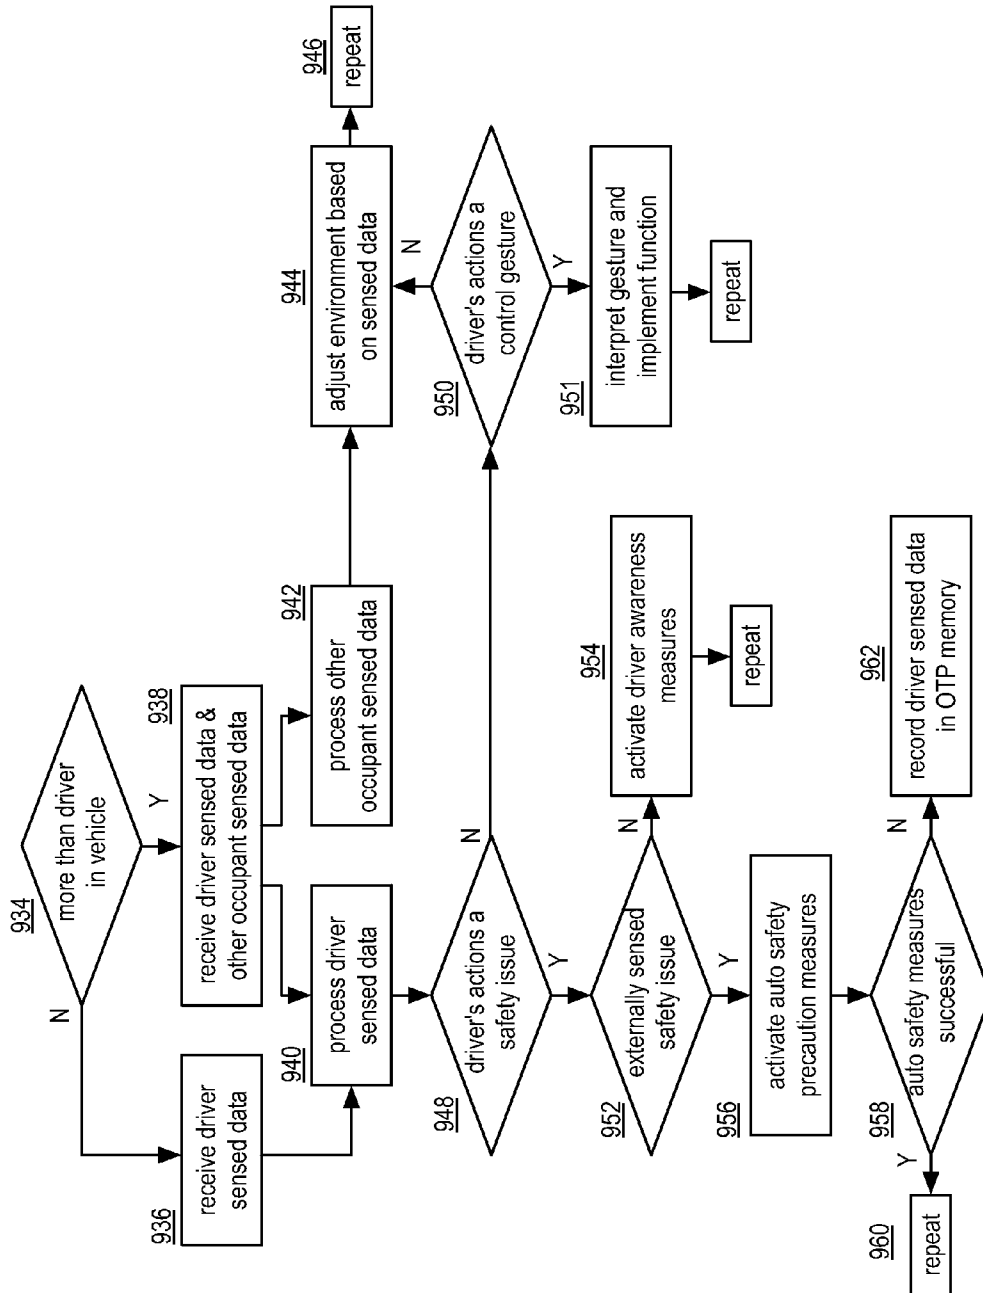 934
more than driver
in vehicle
N
Y
936
receive driver
sensed data
938
receive driver sensed data &
other occupant sensed data
940
process driver
sensed data
942
process other
occupant sensed data
944
adjust environment based
on sensed data
946
repeat
948
driver's actions a
safety issue
N
Y
950
driver's actions a
control gesture
N
Y
951
interpret gesture and
implement function
repeat
952
externally sensed
safety issue
N
Y
954
activate driver awareness
measures
repeat
956
activate auto safety
precaution measures
958
auto safety measures
successful
Y
N
960
repeat
962
record driver sensed data
in OTP memory